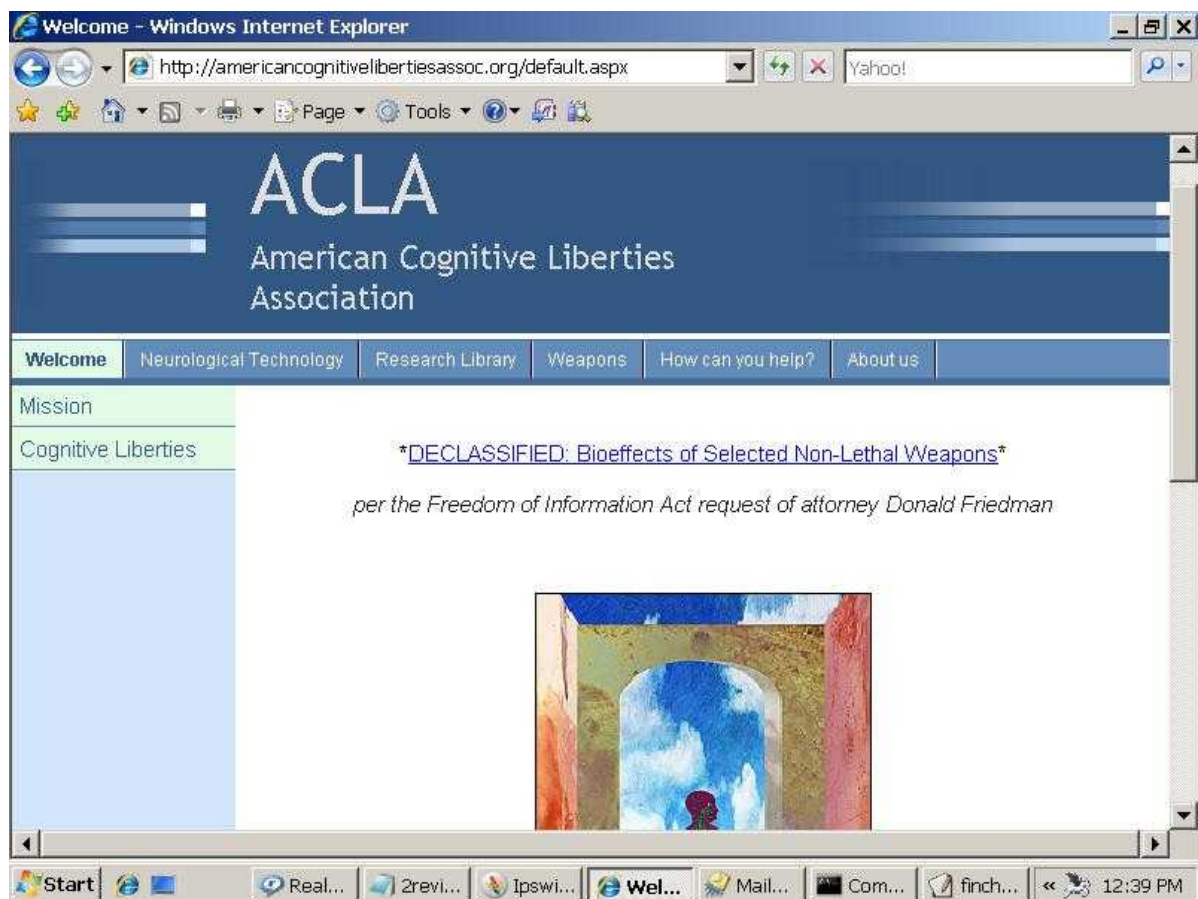 Welcome - Windows Internet Explorer
http://americancognitivelibertiesassoc.org/default.aspx
Yahoo!
Page
Tools
ACLA
American Cognitive Liberties
Association
Welcome
Neurological Technology
Research Library
Weapons
How can you help?
About us
Mission
Cognitive Liberties
*DECLASSIFIED: Bioeffects of Selected Non-Lethal Weapons*
per the Freedom of Information Act request of attorney Donald Friedman
Start
Real...
2revi...
Ipswi...
Wel...
Mail...
Com...
finch...
«
12:39 PM